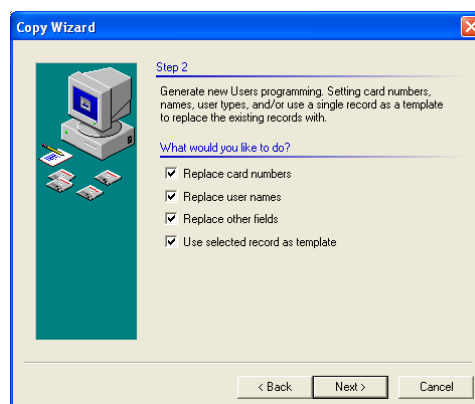 Copy Wizard
Step 2
Generate new Users programming. Setting card numbers,
names, user types, and/or use a single record as a template
to replace the existing records with.
What would you like to do?
Replace card numbers
Replace user names
Replace other fields
Use selected record as template
< Back
Next >
Cancel